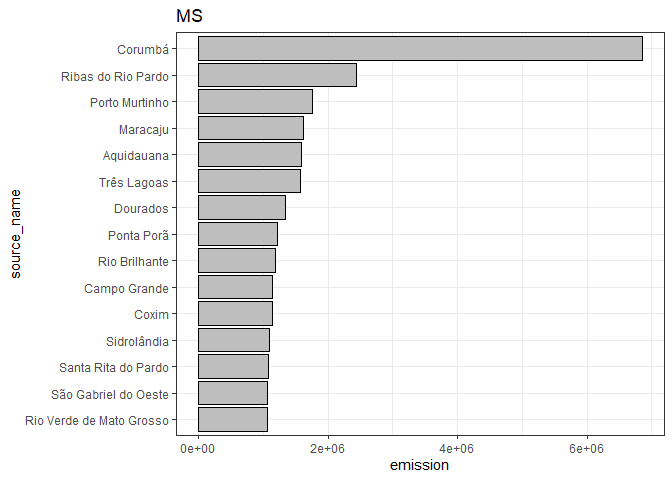 MS
source_name
Corumbá
Ribas do Rio Pardo
Porto Murtinho
Maracaju
Aquidauana
Três Lagoas
Dourados
Ponta Porã
Rio Brilhante
Campo Grande
Coxim
Sidrolândia
Santa Rita do Pardo
São Gabriel do Oeste
Rio Verde de Mato Grosso
0e+00 2e+06 4e+06 6e+06
emission